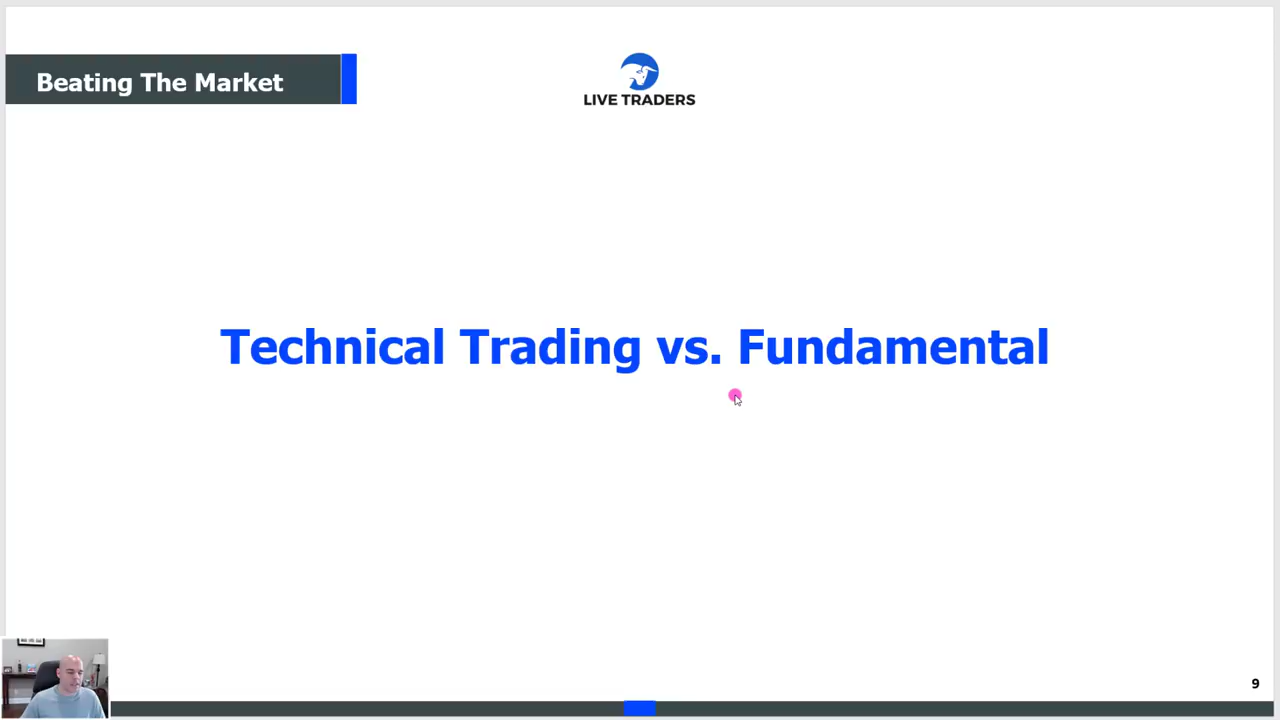 Beating The Market
LIVE TRADERS
Technical Trading vs. Fundamental
9